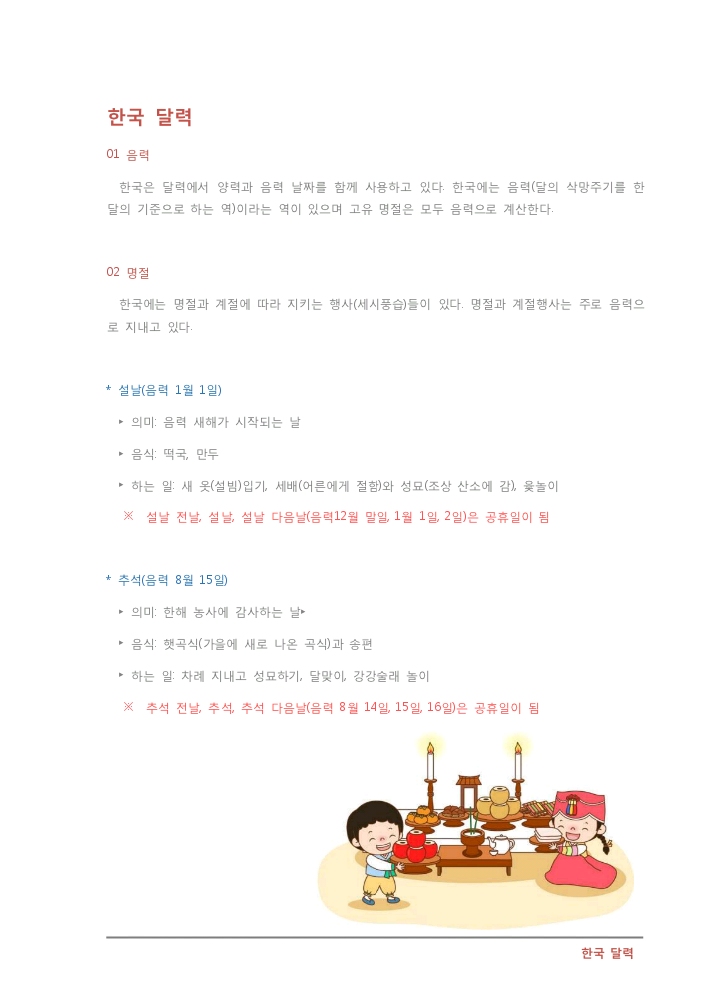 한국 달력
01 음력
한국은 달력에서 양력과 음력 날짜를 함께 사용하고 있다. 한국에는 음력(달의 삭망주기를 한
달의 기준으로 하는 역)이라는 역이 있으며 고유 명절은 모두 음력으로 계산한다.
02 명절
한국에는 명절과 계절에 따라 지키는 행사(세시풍습)들이 있다. 명절과 계절행사는 주로 음력으
로 지내고 있다.
* 설날(음력 1월 1일)
▸ 의미: 음력 새해가 시작되는 날
▸ 음식: 떡국, 만두
▸ 하는 일: 새 옷(설빔)입기, 세배(어른에게 절함)와 성묘(조상 산소에 감), 윷놀이
※ 설날 전날, 설날, 설날 다음날(음력12월 말일, 1월 1일, 2일)은 공휴일이 됨
* 추석(음력 8월 15일)
▸ 의미: 한해 농사에 감사하는 날▸
▸ 음식: 햇곡식(가을에 새로 나온 곡식)과 송편
▸ 하는 일: 차례 지내고 성묘하기, 달맞이, 강강술래 놀이
※ 추석 전날, 추석, 추석 다음날(음력 8월 14일, 15일, 16일)은 공휴일이 됨
한국 달력